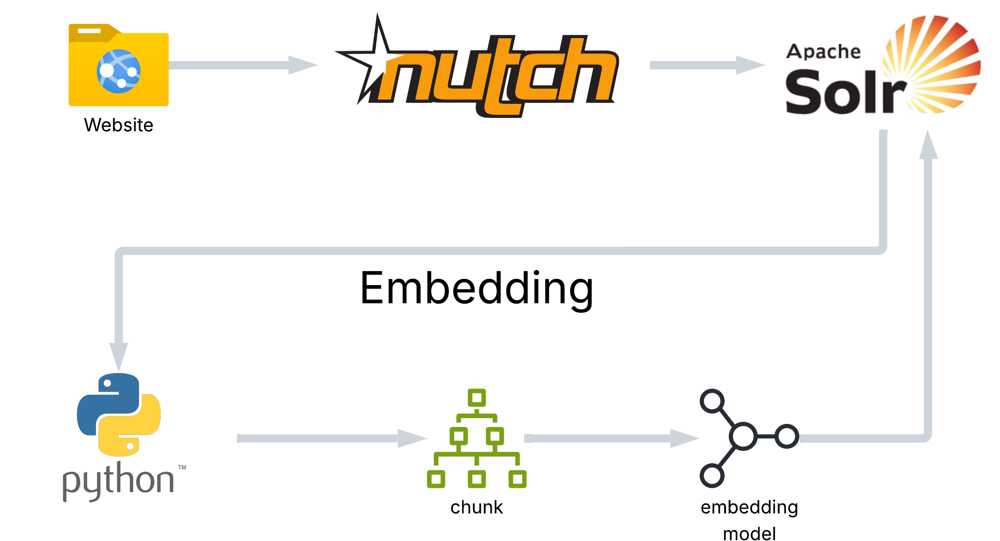 nutch
Apache
Solr
Website
Embedding
python™
chunk
embedding
model